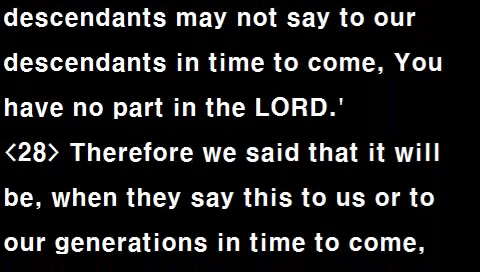 descendants may not say to our
descendants in time to come, You
have no part in the LORD.'
<28> Therefore we said that it will
be, when they say this to us or to
our generations in time to come,